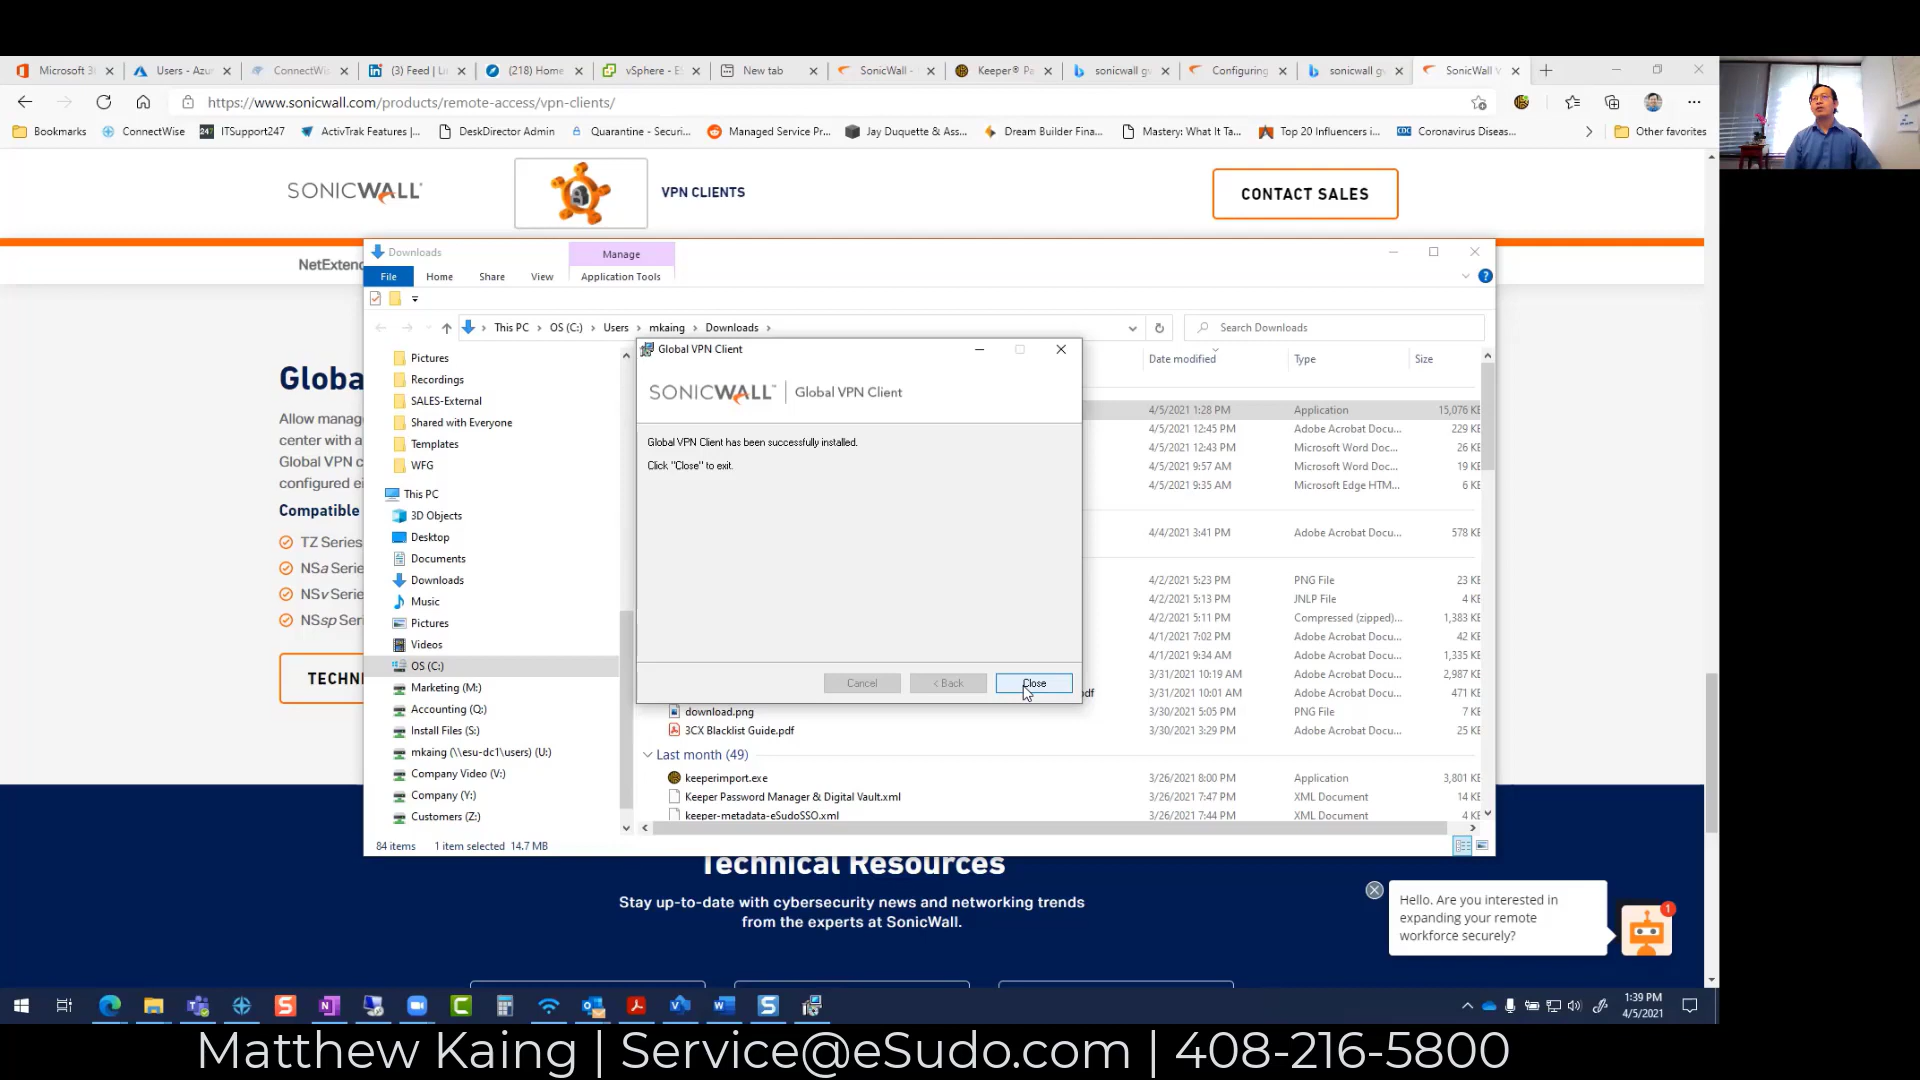 Microsoft 3
Users - Azu
ConnectWis
(3) Feed | Lin
(218) Home
vSphere - E
New tab
SonicWall -
Keeper® Pa
sonicwall gv
Configuring
sonicwall gv
SonicWall V
https://www.sonicwall.com/products/remote-access/vpn-clients/
Bookmarks
ConnectWise
ITSupport247
ActivTrak Features |...
DeskDirector Admin
Quarantine - Securi...
Managed Service Pr...
Jay Duquette & Ass...
Dream Builder Fina...
Mastery: What It Ta...
Top 20 Influencers i...
Coronavirus Diseas...
Other favorites
SONICWALL
VPN CLIENTS
CONTACT SALES
NetExtend
Globa
Allow manag
center with a
Global VPN c
configured ei
Compatible
TZ Series
NSa Serie
NSv Serie
NSsp Seri
TECHNI
Downloads
Manage
File
Home
Share
View
Application Tools
This PC > OS (C:) > Users > mkaing > Downloads >
Search Downloads
Pictures
Recordings
SALES-External
Shared with Everyone
Templates
WFG
This PC
3D Objects
Desktop
Documents
Downloads
Music
Pictures
Videos
OS (C:)
Marketing (M:)
Accounting (Q:)
Install Files (S:)
mkaing (\\esu-dc1\users) (U:)
Company Video (V:)
Company (Y:)
Customers (Z:)
Date modified Type Size
4/5/2021 1:28 PM Application 15,076 KB
4/5/2021 12:45 PM Adobe Acrobat Docu... 229 KB
4/5/2021 12:43 PM Microsoft Word Doc... 26 KB
4/5/2021 9:57 AM Microsoft Word Doc... 19 KB
4/5/2021 9:35 AM Microsoft Edge HTM... 6 KB
4/4/2021 3:41 PM Adobe Acrobat Docu... 578 KB
4/2/2021 5:23 PM PNG File 23 KB
4/2/2021 5:13 PM JNLP File 4 KB
4/2/2021 5:11 PM Compressed (zipped)... 1,383 KB
4/1/2021 7:02 PM Adobe Acrobat Docu... 42 KB
4/1/2021 9:34 AM Adobe Acrobat Docu... 1,335 KB
3/31/2021 10:19 AM Adobe Acrobat Docu... 2,987 KB
df 3/31/2021 10:01 AM Adobe Acrobat Docu... 471 KB
download.png 3/30/2021 5:05 PM PNG File 7 KB
3CX Blacklist Guide.pdf 3/30/2021 3:29 PM Adobe Acrobat Docu... 25 KB
Last month (49)
keeperimport.exe 3/26/2021 8:00 PM Application 3,801 KB
Keeper Password Manager & Digital Vault.xml 3/26/2021 7:47 PM XML Document 14 KB
keeper-metadata-eSudoSSO.xml 3/26/2021 7:44 PM XML Document 4 KB
84 items 1 item selected 14.7 MB
Global VPN Client
SONICWALL™ | Global VPN Client
Global VPN Client has been successfully installed.
Click "Close" to exit.
Cancel
< Back
Close
Technical Resources
Stay up-to-date with cybersecurity news and networking trends
from the experts at SonicWall.
Hello. Are you interested in
expanding your remote
workforce securely?
1
1:39 PM
4/5/2021
Matthew Kaing | Service@eSudo.com | 408-216-5800